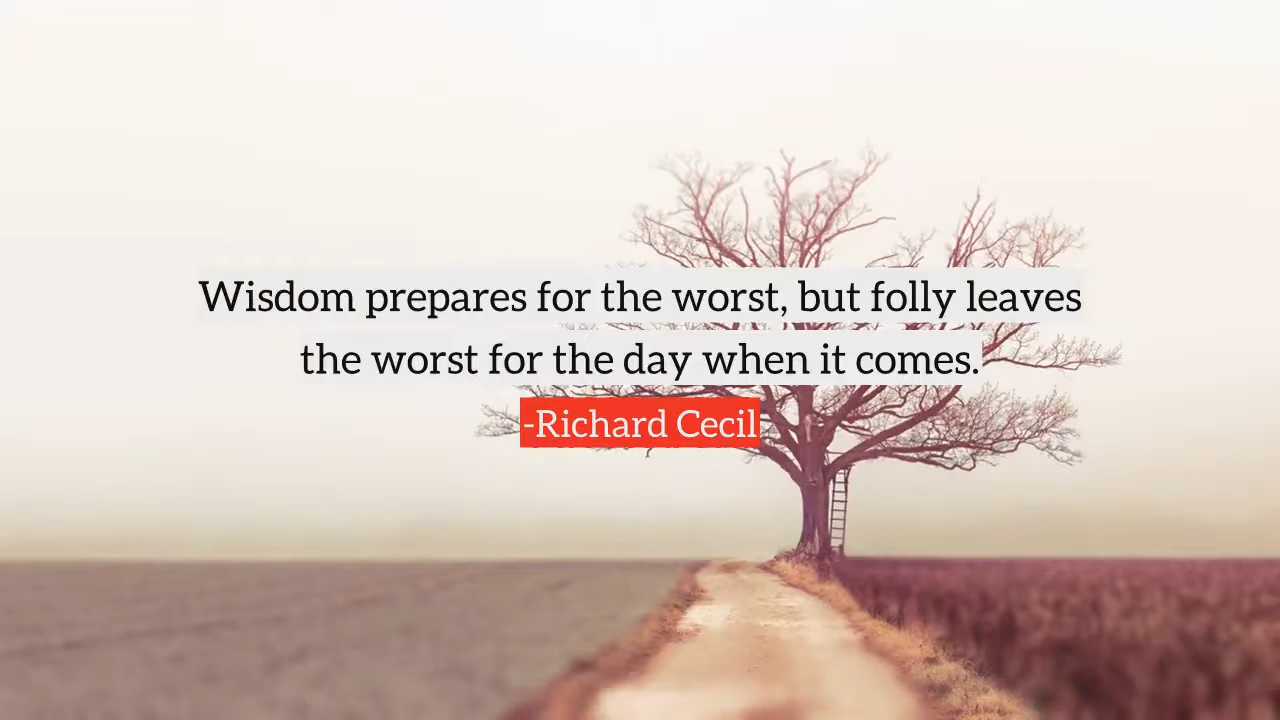 Wisdom prepares for the worst, but folly leaves
the worst for the day when it comes.
-Richard Cecil